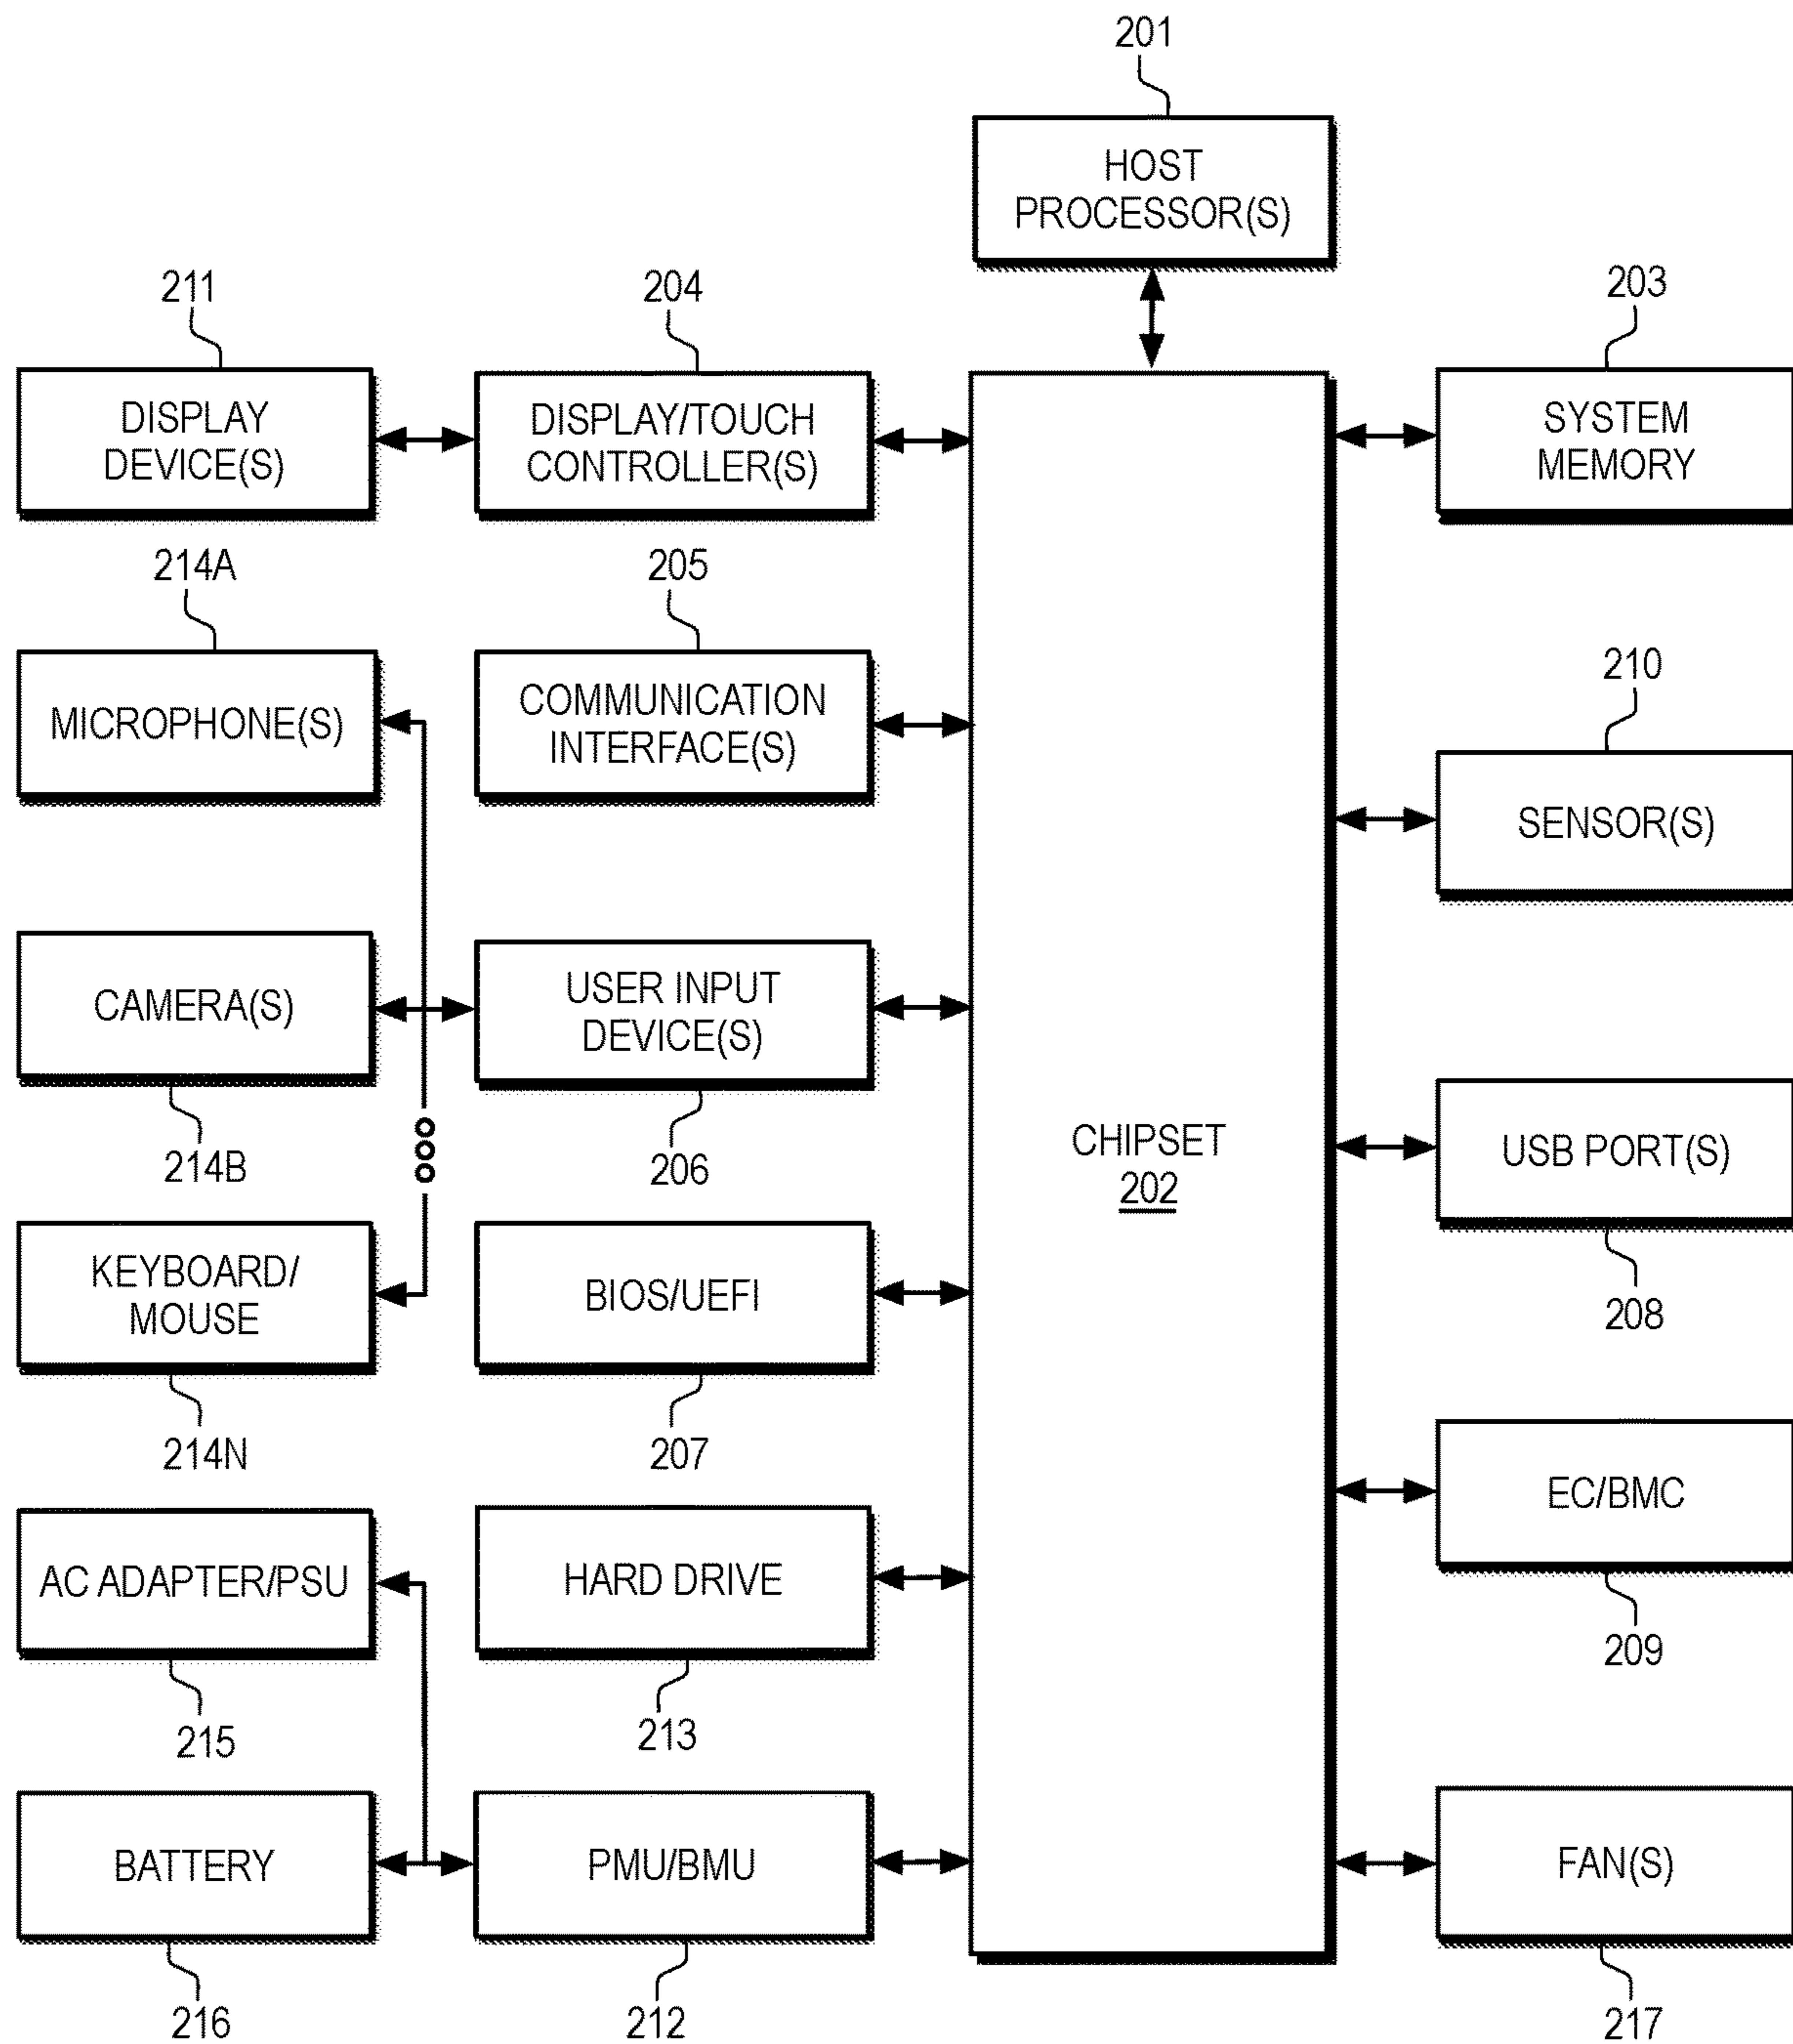 201
HOST
PROCESSOR(S)
211
204
203
DISPLAY
DEVICE(S)
DISPLAY/TOUCH
CONTROLLER(S)
SYSTEM
MEMORY
214A
205
MICROPHONE(S)
COMMUNICATION
INTERFACE(S)
210
SENSOR(S)
CAMERA(S)
USER INPUT
DEVICE(S)
214B
206
CHIPSET
202
USB PORT(S)
208
KEYBOARD/
MOUSE
BIOS/UEFI
214N
207
EC/BMC
209
AC ADAPTER/PSU
HARD DRIVE
215
213
BATTERY
PMU/BMU
FAN(S)
216
212
217